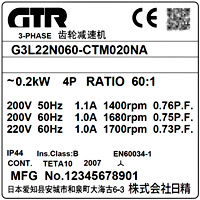 GTR
3-PHASE 齿轮减速机
G3L22N060-CTM020NA
~0.2kW 4P RATIO 60:1
200V 50Hz 1.1A 1400rpm 0.76P.F.
200V 60Hz 1.0A 1680rpm 0.75P.F.
220V 60Hz 1.0A 1700rpm 0.73P.F.
IP44 Ins.Class:B EN60034-1
CONT. TETA10 2007 人
MFG No.12345678901
日本爱知县安城市和泉町大海古6-3 株式会社日精